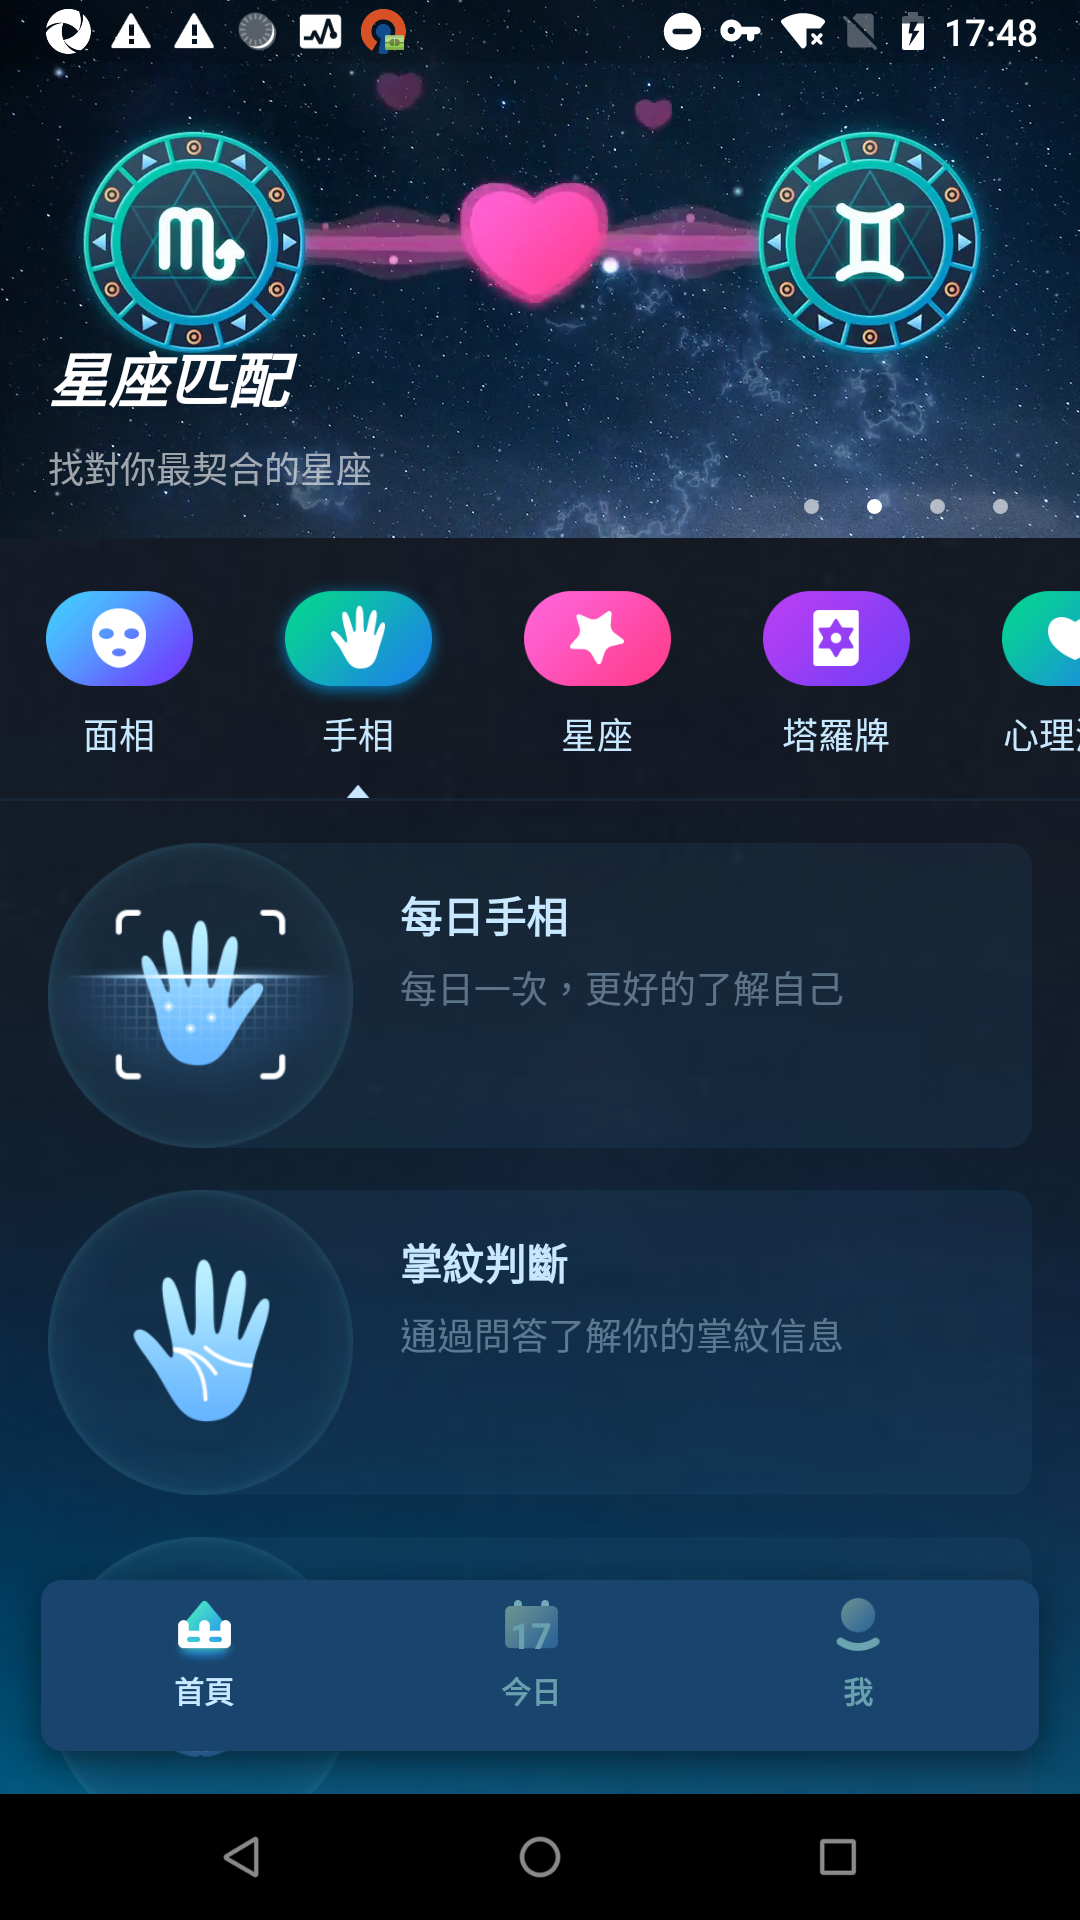 17:48
星座匹配
找對你最契合的星座
面相
手相
星座
塔羅牌
心理
每日手相
每日一次，更好的了解自己
掌紋判斷
通過問答了解你的掌紋信息
17
首頁
今日
我